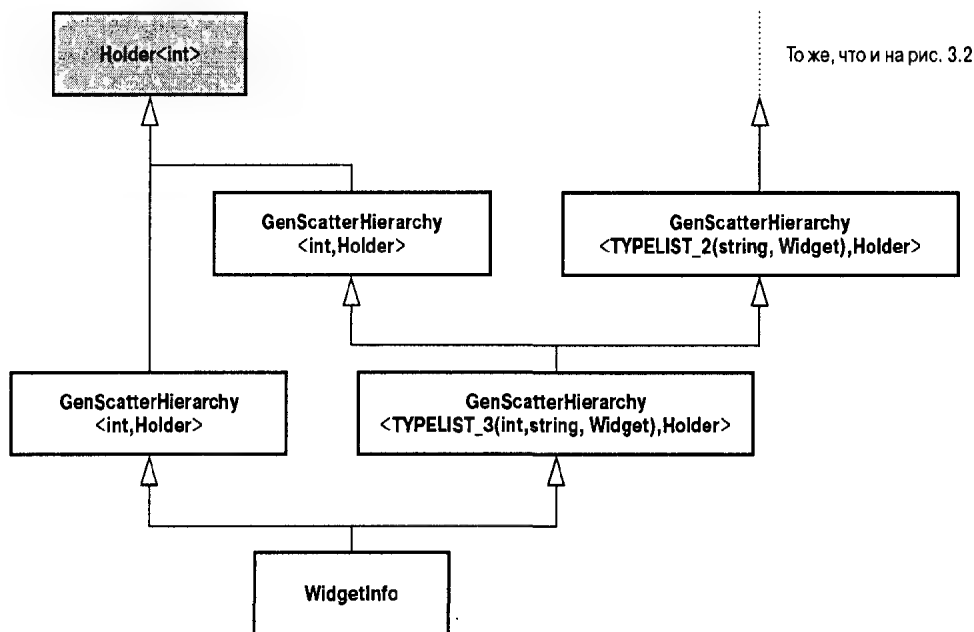 Holder<int>
То же, что и на рис. 3.2
GenScatterHierarchy
<int,Holder>
GenScatterHierarchy
<TYPELIST_2(string, Widget),Holder>
GenScatterHierarchy
<int,Holder>
GenScatterHierarchy
<TYPELIST_3(int,string, Widget),Holder>
WidgetInfo